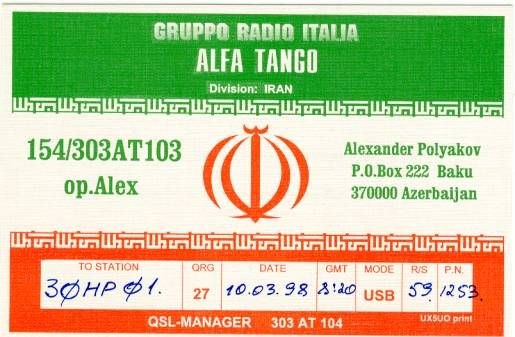 GRUPPO RADIO ITALIA
ALFA TANGO
Division: IRAN
154/303AT103
op.Alex
Alexander Polyakov
P.O.Box 222 Baku
370000 Azerbaijan
TO STATION QRG DATE GMT MODE R/S P.N.
3ØHPØ1. 27 10.03.98 8:20 USB 59. 1253.
UX5UO print
QSL-MANAGER 303 AT 104